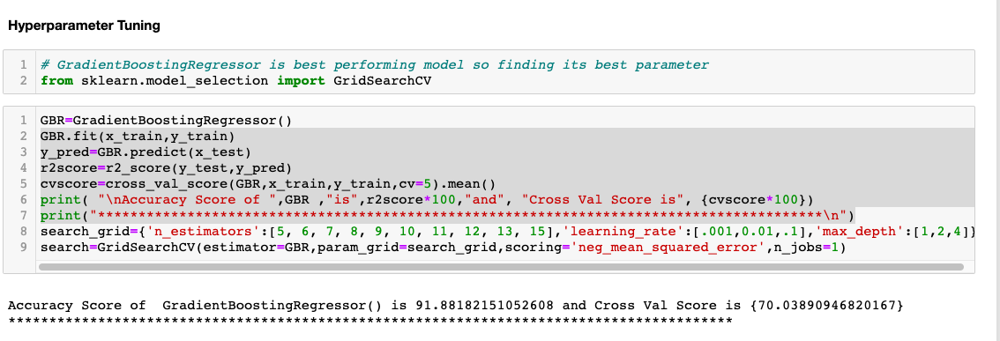 Hyperparameter Tuning
1 # GradientBoostingRegressor is best performing model so finding its best parameter
2 from sklearn.model_selection import GridSearchCV
1 GBR=GradientBoostingRegressor()
2 GBR.fit(x_train,y_train)
3 y_pred=GBR.predict(x_test)
4 r2score=r2_score(y_test,y_pred)
5 cvscore=cross_val_score(GBR,x_train,y_train,cv=5).mean()
6 print( "\nAccuracy Score of ",GBR ,"is",r2score*100,"and", "Cross Val Score is", {cvscore*100})
7 print("******************************************************************************************\n")
8 search_grid={'n_estimators':[5, 6, 7, 8, 9, 10, 11, 12, 13, 15],'learning_rate':[.001,0.01,.1],'max_depth':[1,2,4]}
9 search=GridSearchCV(estimator=GBR,param_grid=search_grid,scoring='neg_mean_squared_error',n_jobs=1)
Accuracy Score of  GradientBoostingRegressor() is 91.88182151052608 and Cross Val Score is {70.03890946820167}
******************************************************************************************